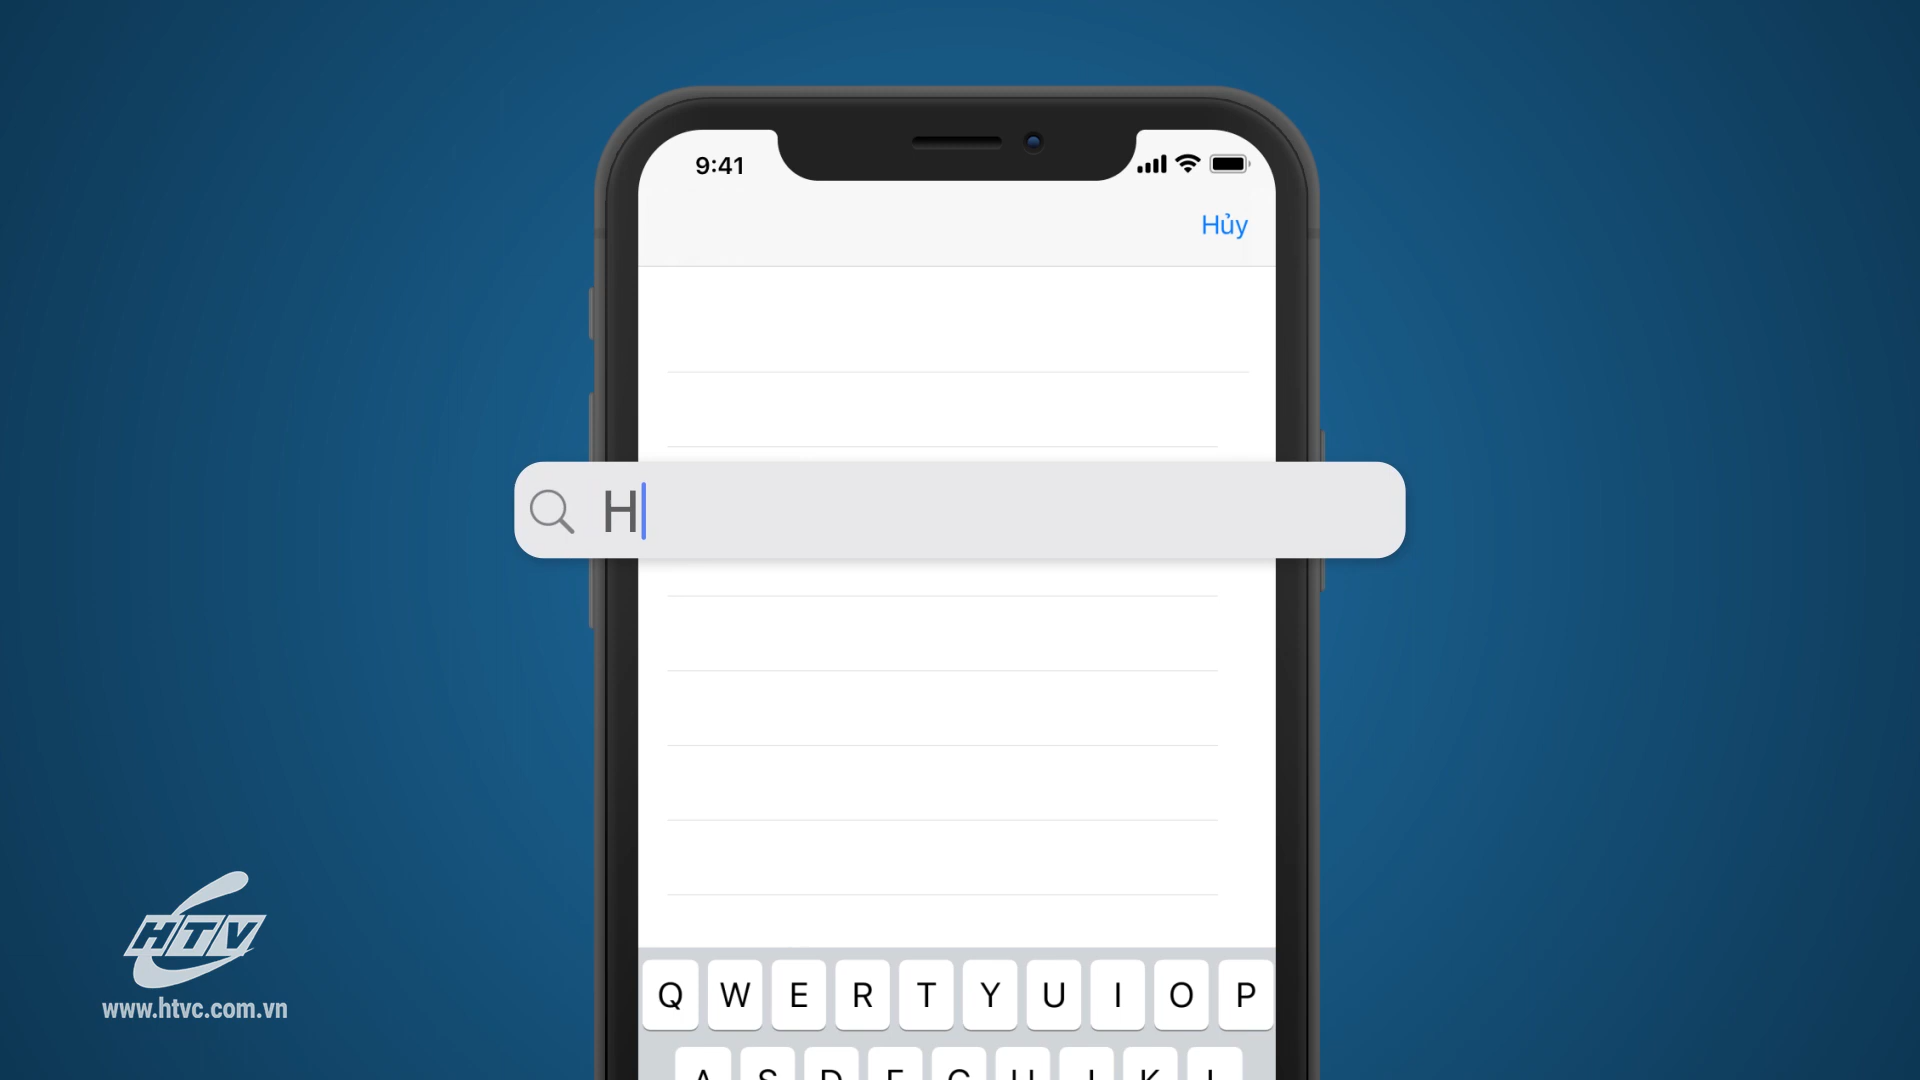 9:41
Hủy
H
Q W E R T Y U I O P
A S D F G H J K L
HTV
www.htvc.com.vn